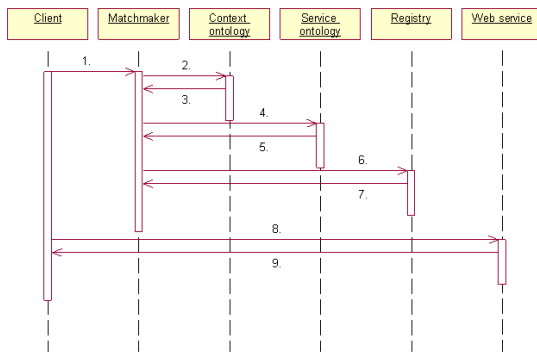 Client
Matchmaker
Context
ontology
Service
ontology
Registry
Web service
1.
2.
3.
4.
5.
6.
7.
8.
9.